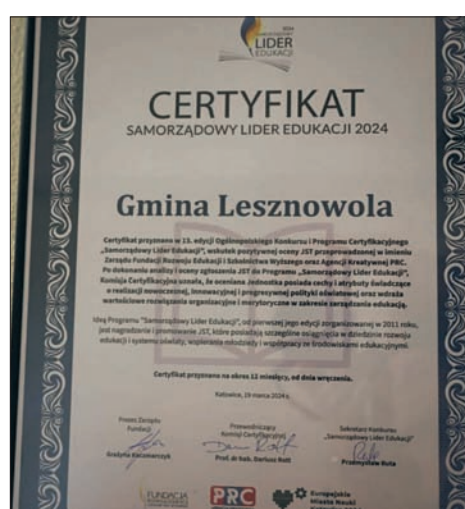 2024
SAMORZĄDOWY
LIDER
EDUKACJI
CERTYFIKAT
SAMORZĄDOWY LIDER EDUKACJI 2024
Gmina Lesznowola
Certyfikat przyznano w 13. edycji Ogólnopolskiego Konkursu i Programu Certyfikacyjnego
„Samorządowy Lider Edukacji”, wskutek pozytywnej oceny JST przeprowadzonej w imieniu
Zarządu Fundacji Rozwoju Edukacji i Szkolnictwa Wyższego oraz Agencji Kreatywnej PRC.
Po dokonaniu analizy i oceny zgłoszenia JST do Programu „Samorządowy Lider Edukacji”,
Komisja Certyfikacyjna uznała, że oceniana Jednostka posiada cechy i atrybuty świadczące
o realizacji nowoczesnej, innowacyjnej i progresywnej polityki oświatowej oraz wdraża
wartościowe rozwiązania organizacyjne i merytoryczne w zakresie zarządzania edukacją.
Ideą Programu "Samorządowy Lider Edukacji", od pierwszej jego edycji zorganizowanej w 2011 roku,
jest nagradzanie i promowanie JST, które posiadają szczególne osiągnięcia w dziedzinie rozwoju
edukacji i systemu oświaty, wspierania młodzieży i współpracy ze środowiskami edukacyjnymi.
Certyfikat przyznano na okres 12 miesięcy, od dnia wręczenia.
Katowice, 19 marca 2024 r.
Prezes Zarządu
Fundacji
Grażyna Kaczmarczyk
Przewodniczący
Komisji Certyfikacyjnej
Prof. dr hab. Dariusz Rott
Sekretarz Konkursu
„Samorządowy Lider Edukacji”
Przemysław Ruta
FUNDACJA
PRC
Europejskie
Miasto Nauki